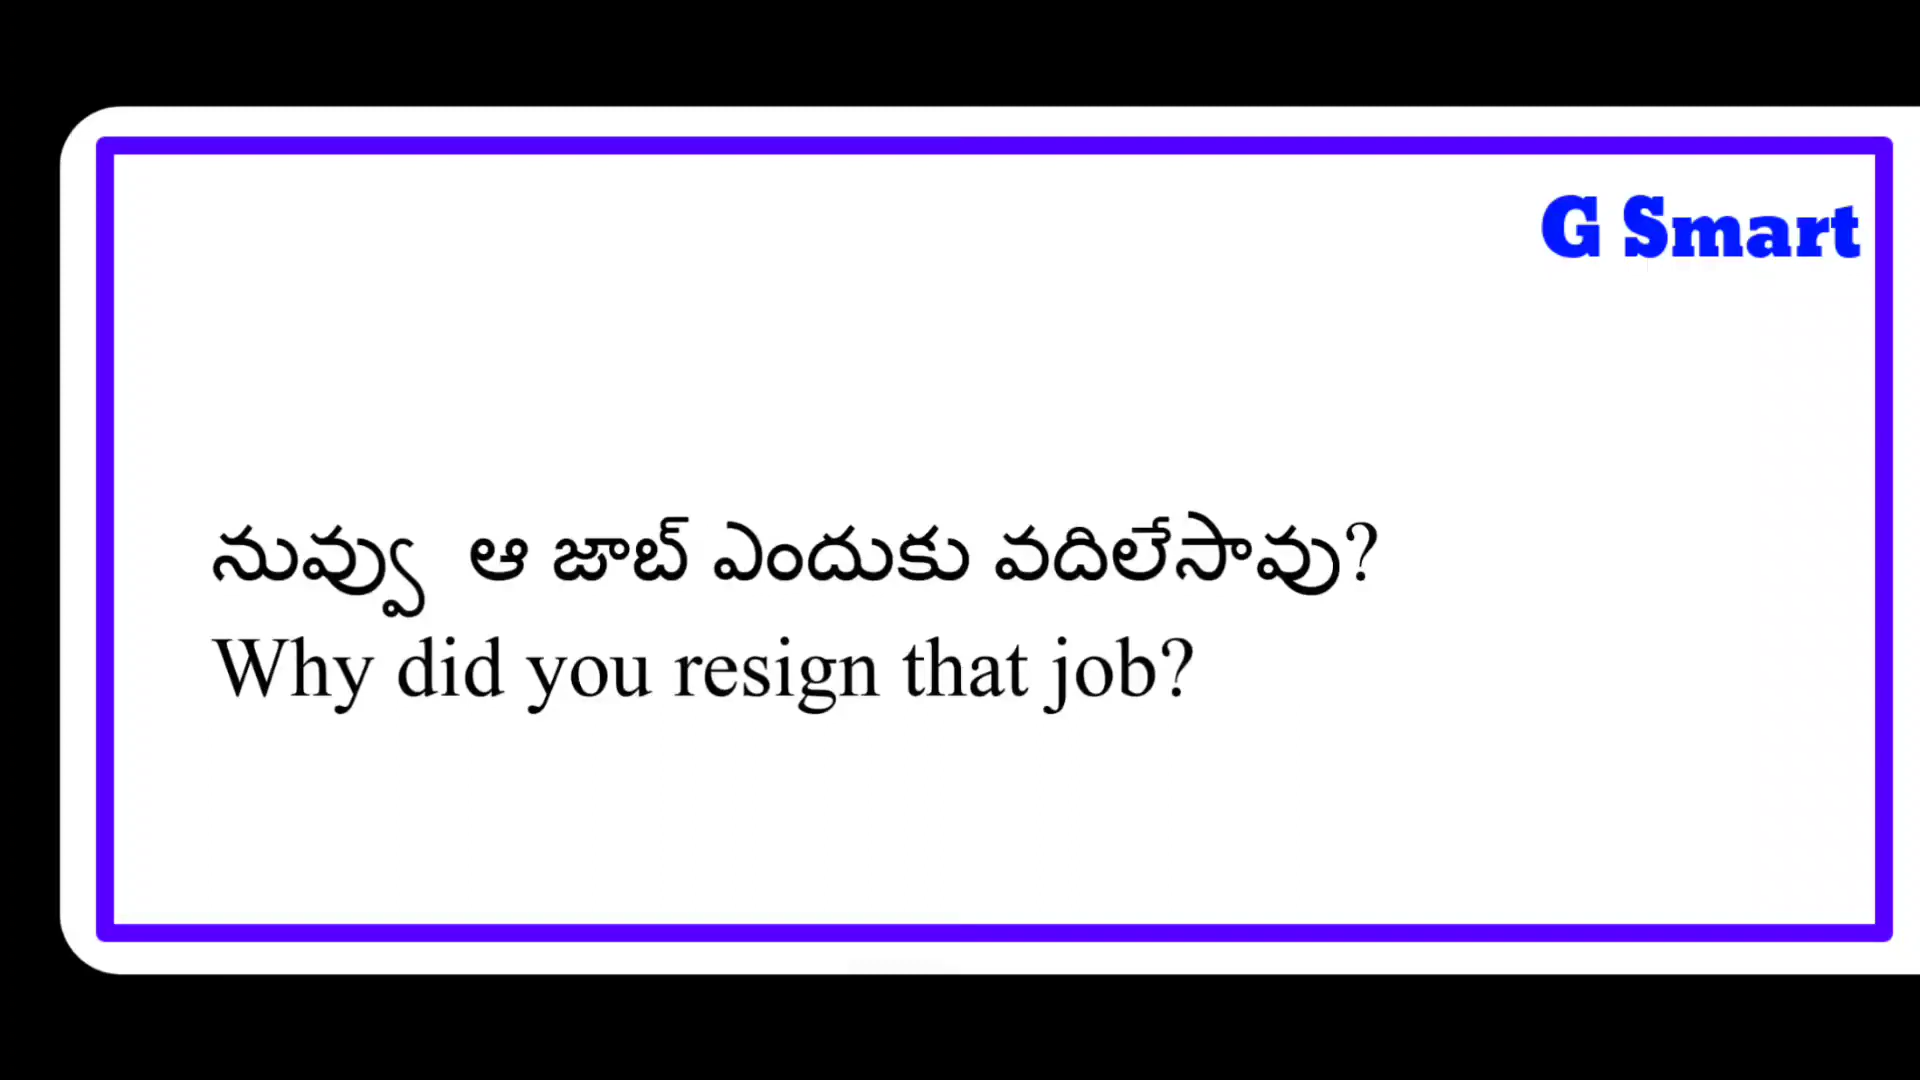 G Smart
నువ్వు ఆ జాబ్ ఎందుకు వదిలేసావు?
Why did you resign that job?